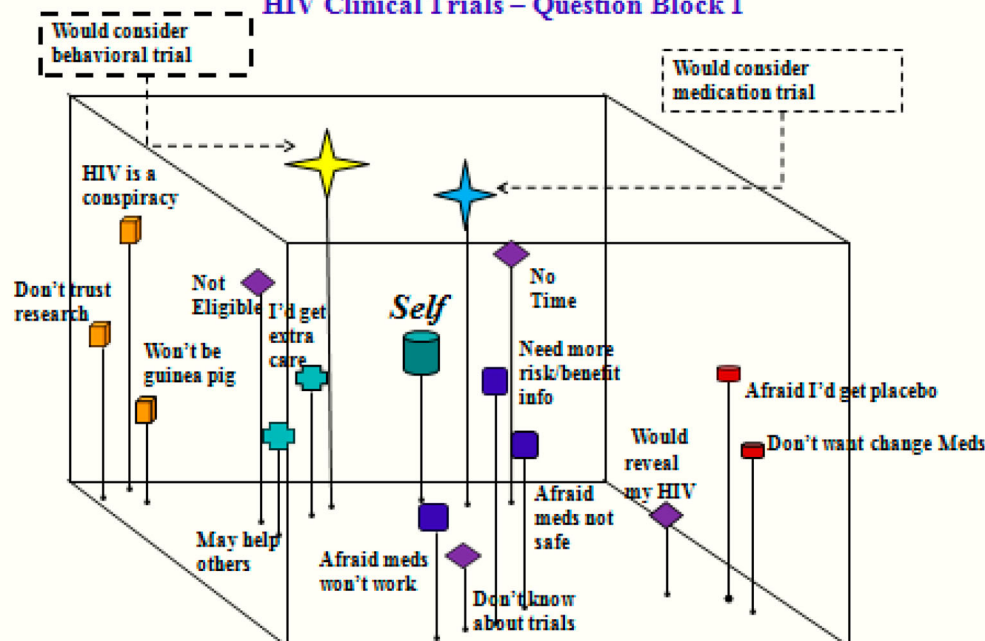 HIV Clinical Trials – Question Block I
Would consider
behavioral trial
Would consider
medication trial
HIV is a
conspiracy
Don't trust
research
Not
Eligible
I'd get
extra
care
Self
No
Time
Won't be
guinea pig
Need more
risk/benefit
info
Afraid I'd get placebo
Would
reveal
my HIV
Don't want change Meds
Afraid
meds not
safe
May help
others
Afraid meds
won't work
Don't know
about trials